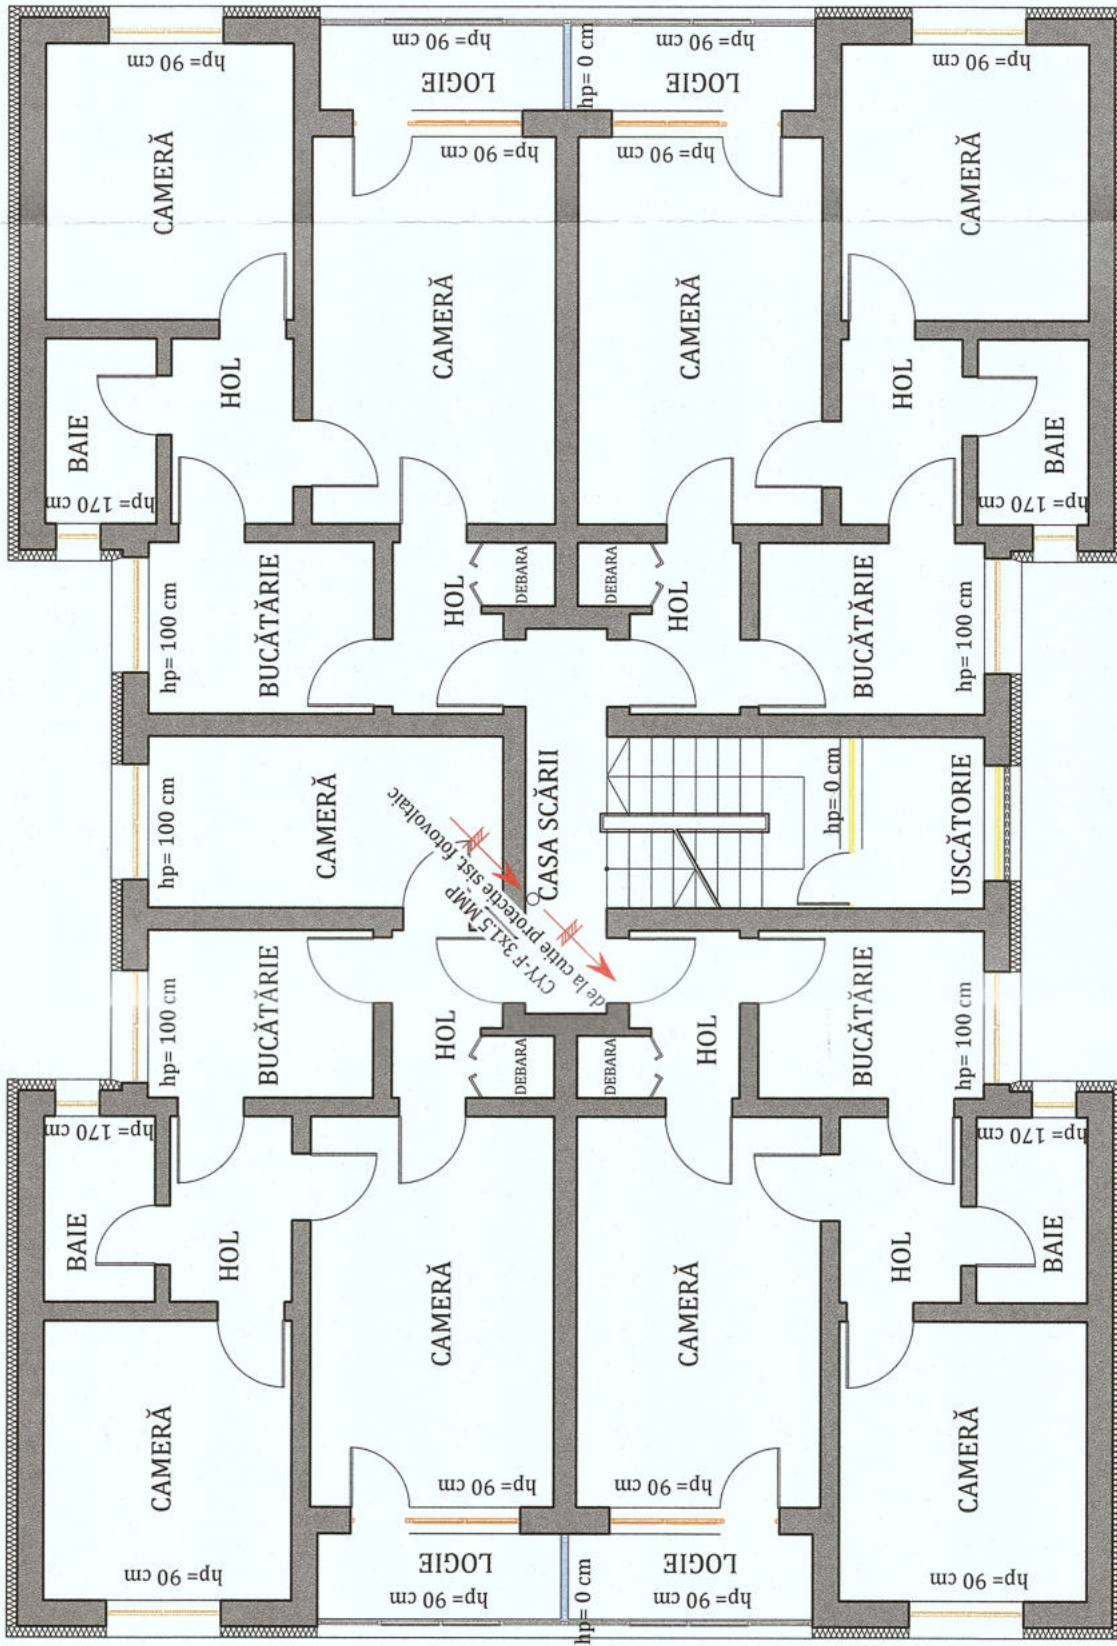 hp= 90 cm
hp= 90 cm
hp= 90 cm
hp= 90 cm
LOGIE
LOGIE
hp= 0 cm
hp= 90 cm
hp= 90 cm
CAMERĂ
CAMERĂ
CAMERĂ
CAMERĂ
HOL
HOL
BAIE
BAIE
hp= 170 cm
hp= 170 cm
DEBARA
DEBARA
HOL
HOL
hp= 100 cm
BUCĂTĂRIE
BUCĂTĂRIE
hp= 100 cm
hp= 100 cm
CAMERĂ
CASA SCĂRII
hp= 0 cm
USCĂTORIE
CYY-F 3x1.5 MMP
de la cutie protectie sist. fotovoltaic
hp= 100 cm
BUCĂTĂRIE
HOL
HOL
BUCĂTĂRIE
hp= 100 cm
DEBARA
DEBARA
hp= 170 cm
hp= 170 cm
BAIE
HOL
HOL
BAIE
CAMERĂ
CAMERĂ
CAMERĂ
CAMERĂ
hp= 90 cm
hp= 90 cm
LOGIE
LOGIE
hp= 90 cm
hp= 90 cm
hp= 0 cm
hp= 90 cm
hp= 90 cm